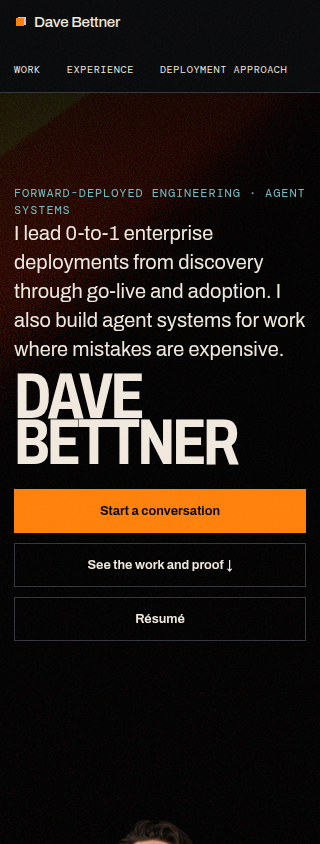 Dave Bettner
WORK EXPERIENCE DEPLOYMENT APPROACH
FORWARD-DEPLOYED ENGINEERING · AGENT
SYSTEMS
I lead 0-to-1 enterprise
deployments from discovery
through go-live and adoption. I
also build agent systems for work
where mistakes are expensive.
DAVE
BETTNER
Start a conversation
See the work and proof ↓
Résumé